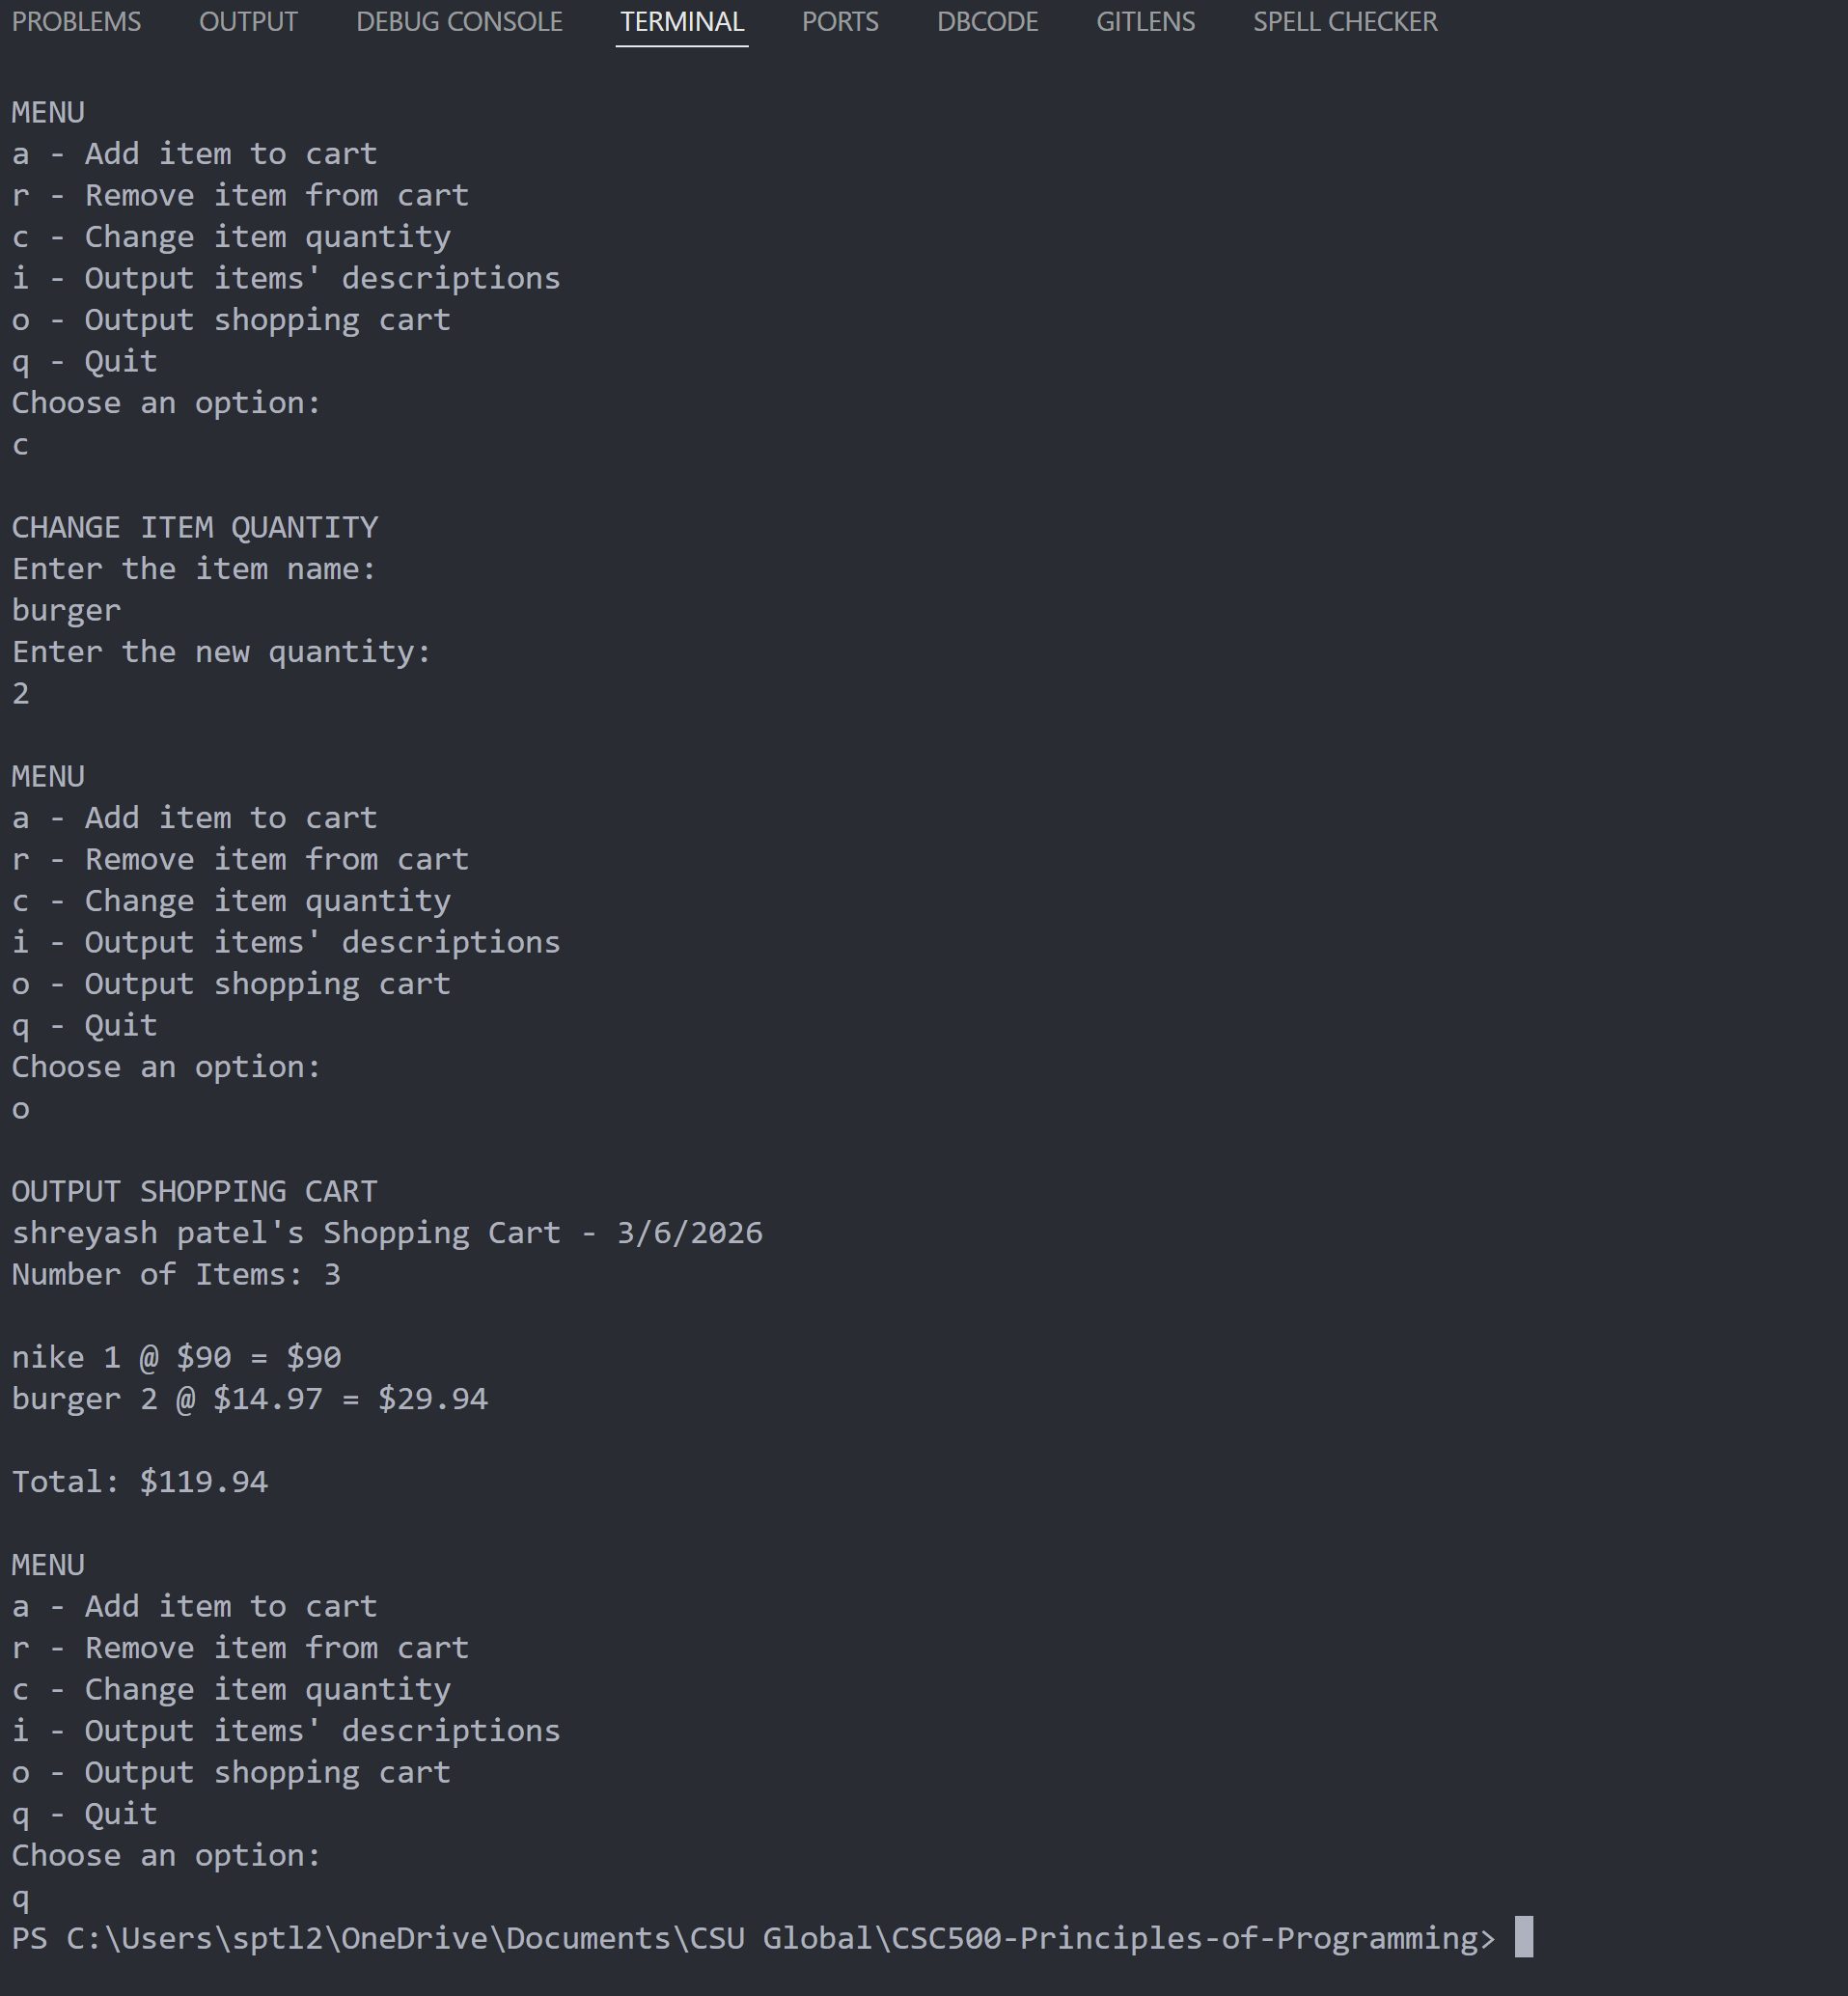 PROBLEMS OUTPUT DEBUG CONSOLE TERMINAL PORTS DBCODE GITLENS SPELL CHECKER
MENU
a - Add item to cart
r - Remove item from cart
c - Change item quantity
i - Output items' descriptions
o - Output shopping cart
q - Quit
Choose an option:
c
CHANGE ITEM QUANTITY
Enter the item name:
burger
Enter the new quantity:
2
MENU
a - Add item to cart
r - Remove item from cart
c - Change item quantity
i - Output items' descriptions
o - Output shopping cart
q - Quit
Choose an option:
o
OUTPUT SHOPPING CART
shreyash patel's Shopping Cart - 3/6/2026
Number of Items: 3
nike 1 @ $90 = $90
burger 2 @ $14.97 = $29.94
Total: $119.94
MENU
a - Add item to cart
r - Remove item from cart
c - Change item quantity
i - Output items' descriptions
o - Output shopping cart
q - Quit
Choose an option:
q
PS C:\Users\sptl2\OneDrive\Documents\CSU Global\CSC500-Principles-of-Programming>